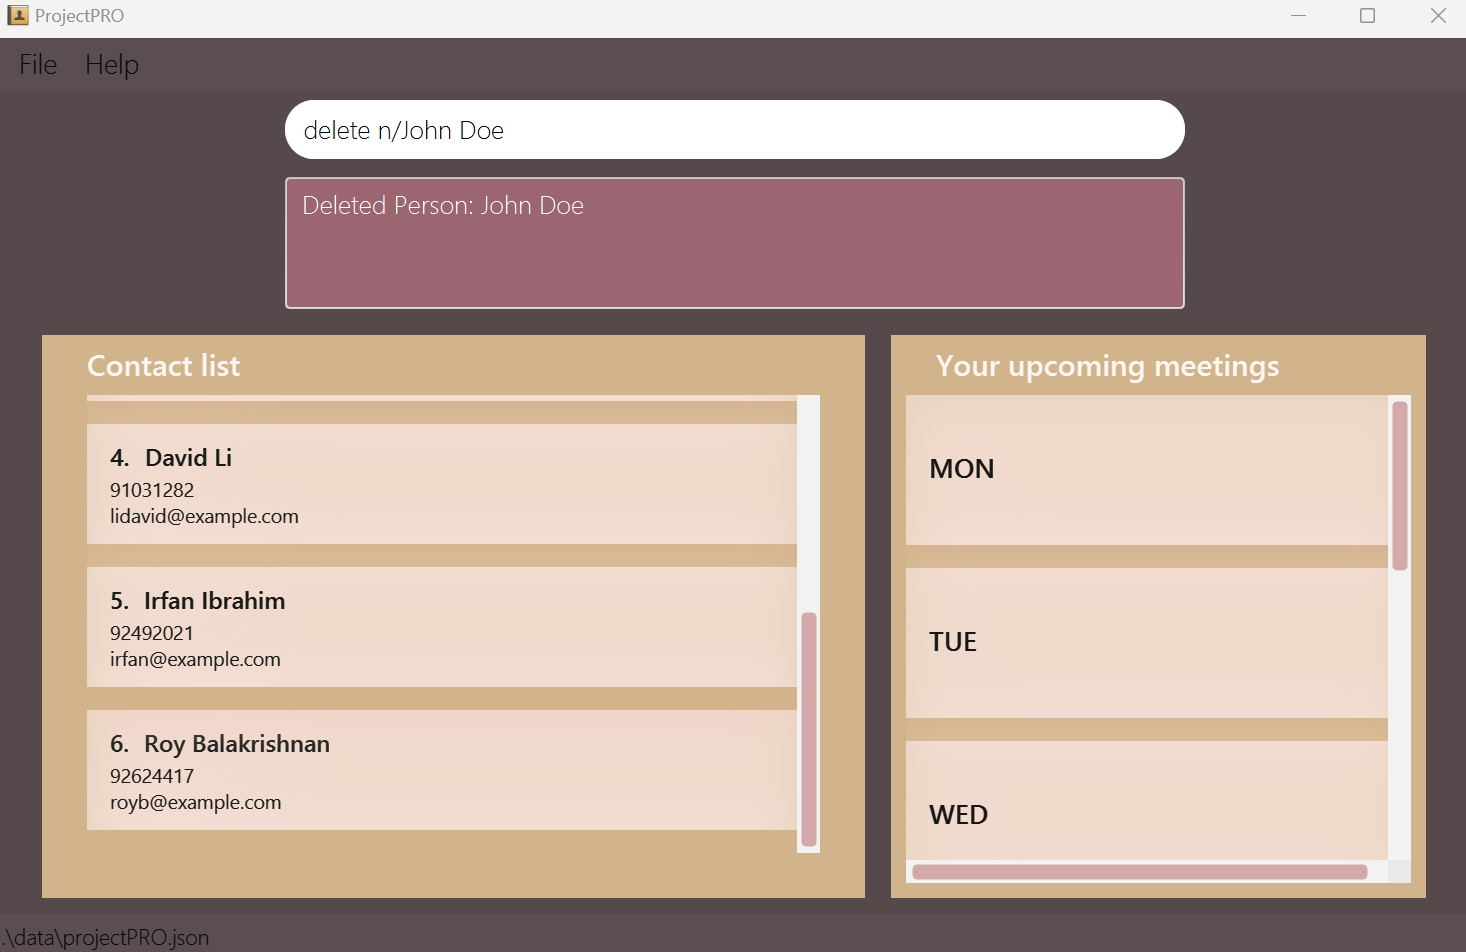 ProjectPRO
File Help
delete n/John Doe
Deleted Person: John Doe
Contact list
4. David Li
91031282
lidavid@example.com
5. Irfan Ibrahim
92492021
irfan@example.com
6. Roy Balakrishnan
92624417
royb@example.com
Your upcoming meetings
MON
TUE
WED
.\data\projectPRO.json